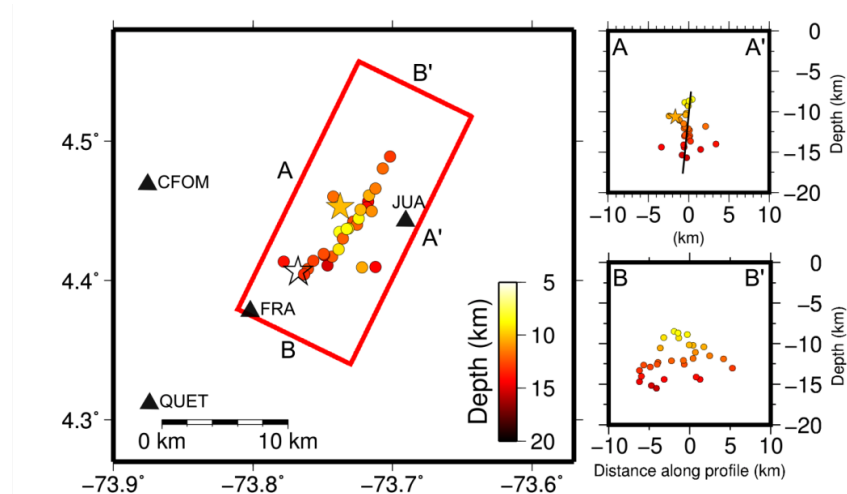 B'
A
A'
B
CFOM
JUA
FRA
QUET
4.5°
4.4°
4.3°
−73.9 −73.8 −73.7 −73.6
0 km 10 km
Depth (km)
5
10
15
20
A A'
0
−5
−10
−15
−20
Depth (km)
−10 −5 0 5 10
(km)
B B'
0
−5
−10
−15
−20
Depth (km)
−10 −5 0 5 10
Distance along profile (km)